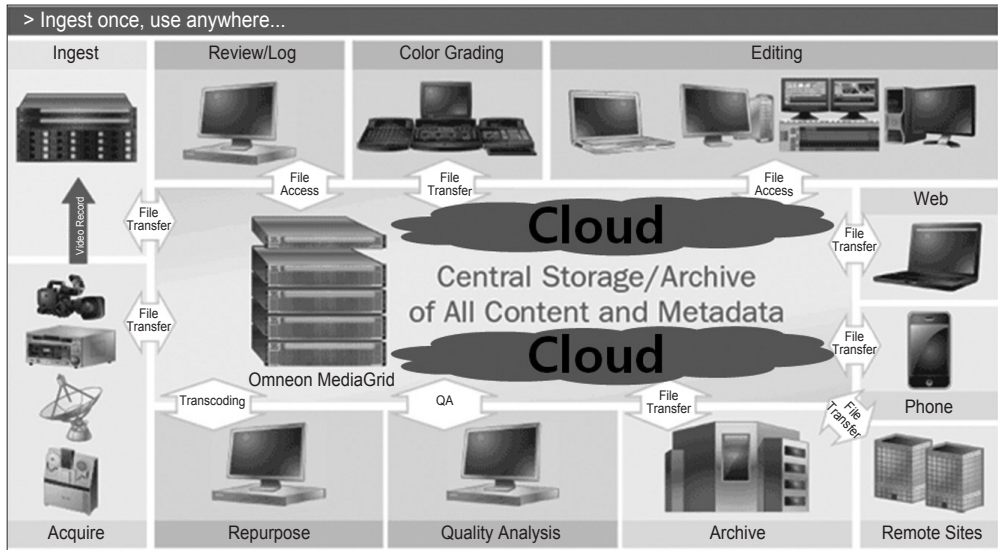 > Ingest once, use anywhere...
Ingest
Review/Log
Color Grading
Editing
File
Access
File
Transfer
File
Access
Video Record
File
Transfer
Cloud
File
Transfer
Web
Central Storage/Archive
of All Content and Metadata
File
Transfer
Cloud
File
Transfer
Omneon MediaGrid
Transcoding
QA
File
Transfer
File
Transfer
Phone
Acquire
Repurpose
Quality Analysis
Archive
Remote Sites